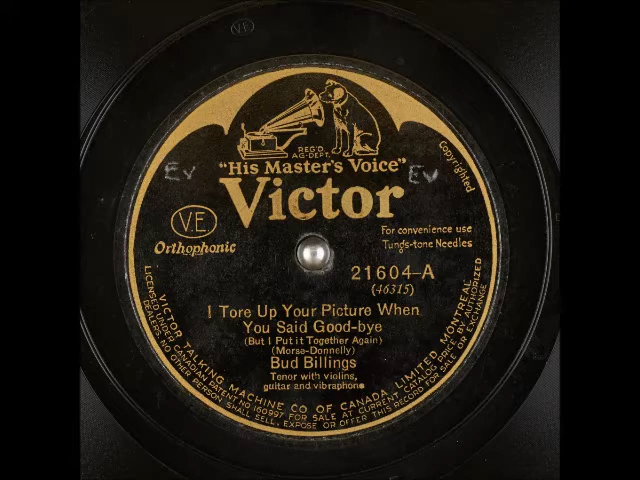 VE
REG'D.
AG-DEPT.
"His Master's Voice"
Copyrighted
Ev
Ev
Victor
V.E.
Orthophonic
For convenience use
Tungs-tone Needles
21604-A
(46315)
I Tore Up Your Picture When
You Said Good-bye
(But I Put it Together Again)
(Morse-Donnelly)
Bud Billings
Tenor with violins,
guitar and vibraphone
VICTOR TALKING MACHINE CO OF CANADA, LIMITED, MONTREAL
LICENSED UNDER CANADIAN PATENT NO 160997 FOR SALE AT CURRENT CATALOG PRICE BY AUTHORIZED
DEALERS. NO OTHER PERSON SHALL SELL, EXPOSE OR OFFER THIS RECORD FOR SALE OR EXCHANGE